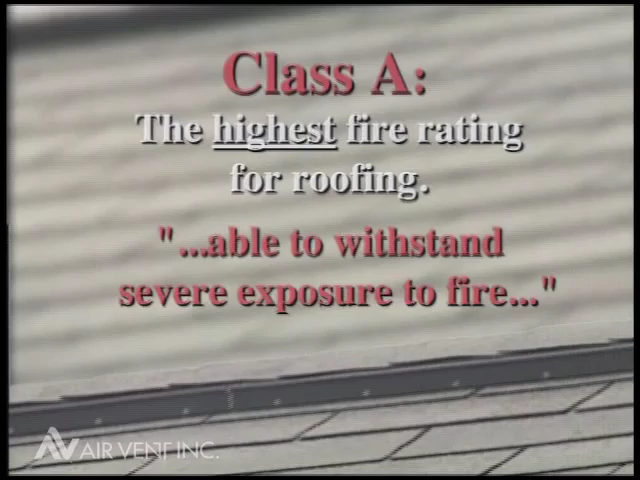 Class A:
The highest fire rating
for roofing.
"...able to withstand
severe exposure to fire..."
AIR VENT INC.